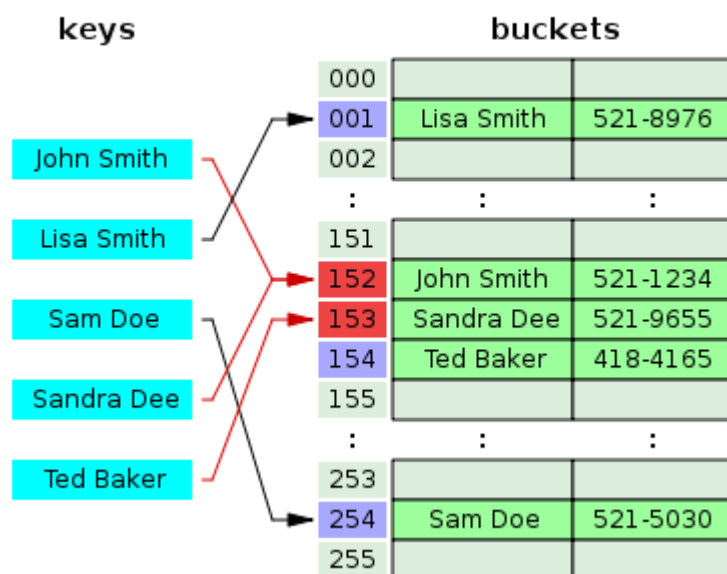 keys
buckets
000
001 Lisa Smith 521-8976
002
: : :
John Smith
Lisa Smith
Sam Doe
Sandra Dee
Ted Baker
151
152 John Smith 521-1234
153 Sandra Dee 521-9655
154 Ted Baker 418-4165
155
: : :
253
254 Sam Doe 521-5030
255